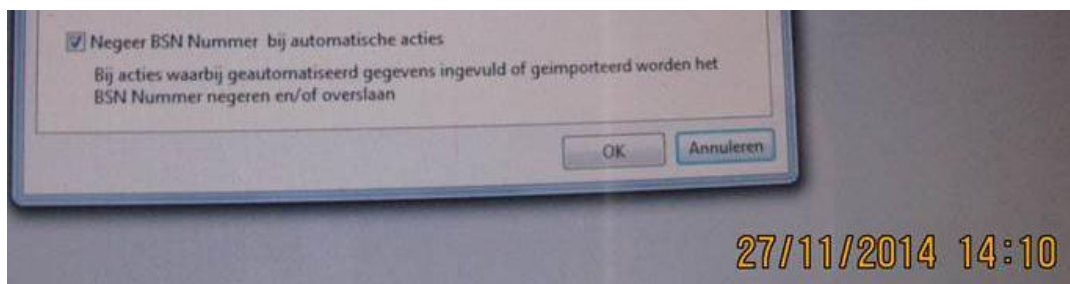 Negeer BSN Nummer bij automatische acties
Bij acties waarbij geautomatiseerd gegevens ingevuld of geimporteerd worden het
BSN Nummer negeren en/of overslaan
OK
Annuleren
27/11/2014 14:10